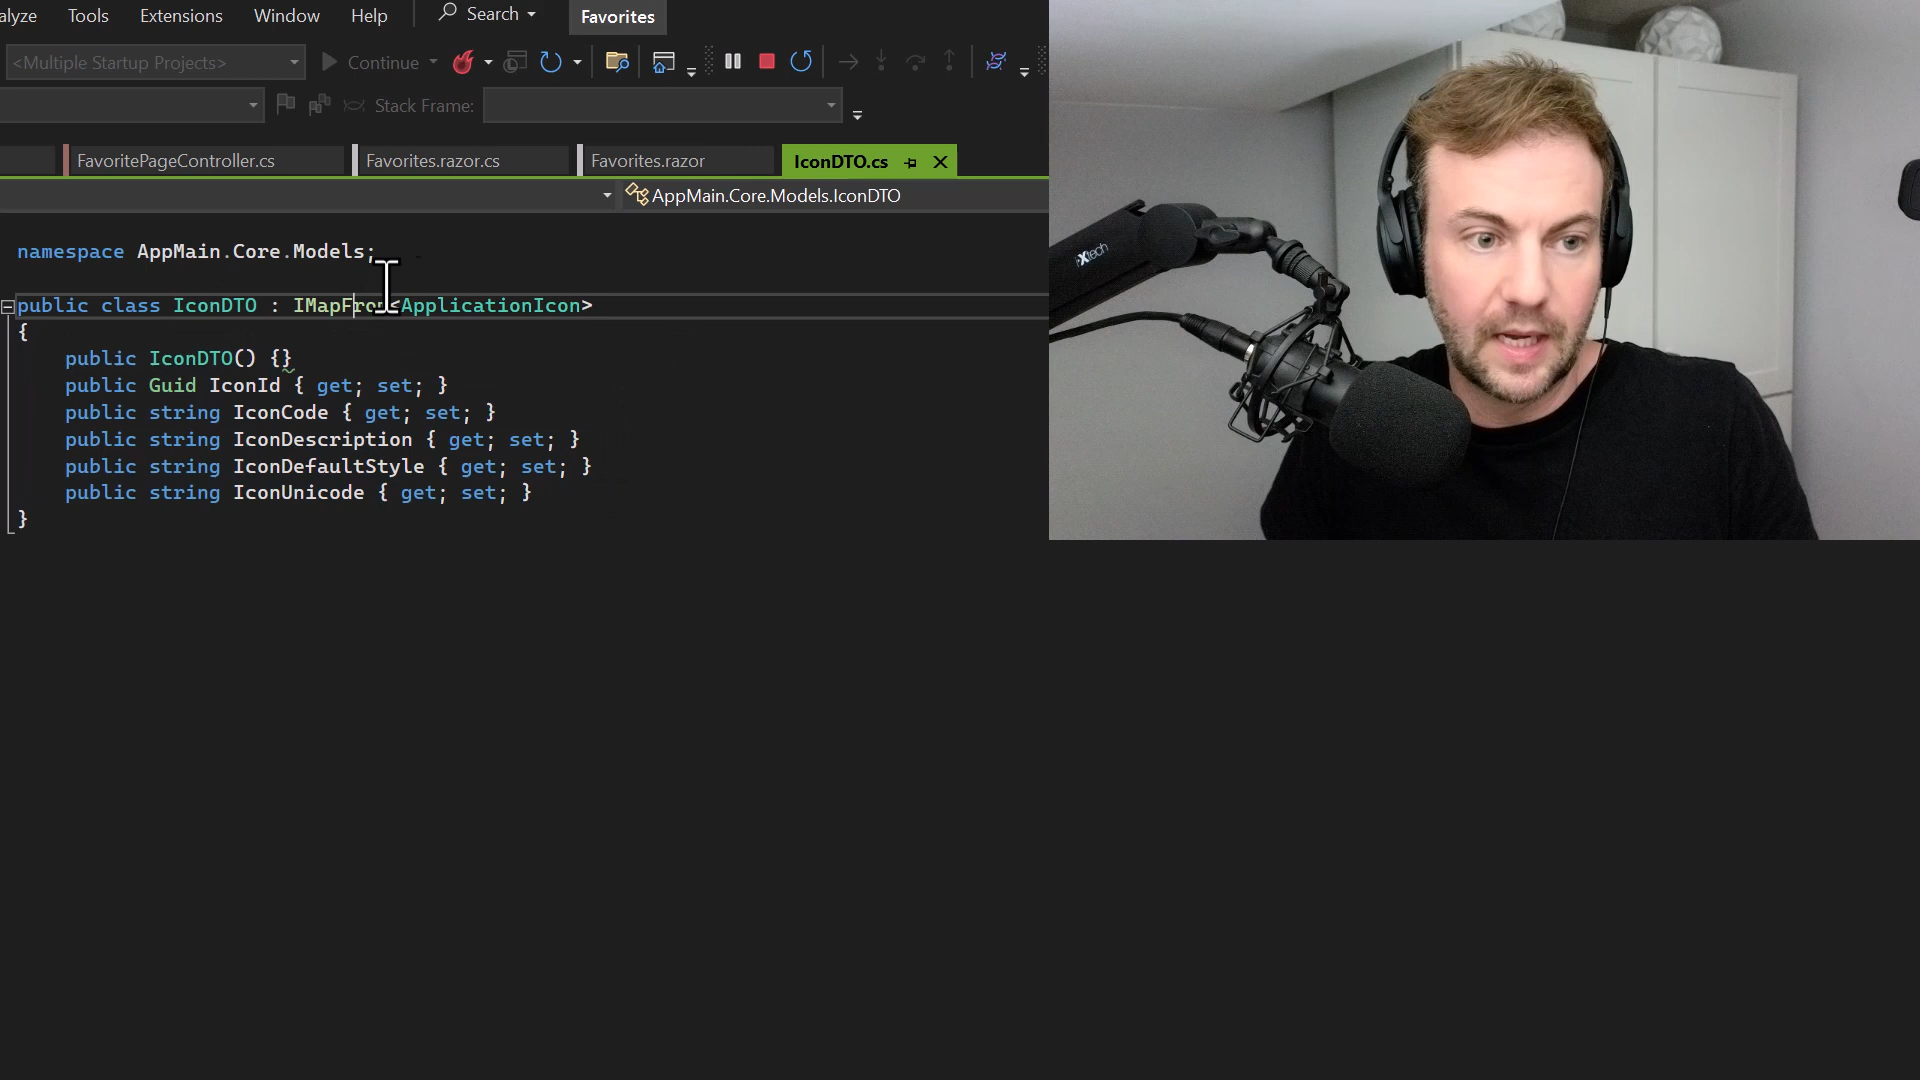 alyze Tools Extensions Window Help Search Favorites
<Multiple Startup Projects> Continue
Stack Frame:
FavoritePageController.cs Favorites.razor.cs Favorites.razor IconDTO.cs
AppMain.Core.Models.IconDTO
namespace AppMain.Core.Models;
public class IconDTO : IMapFrom<ApplicationIcon>
{
public IconDTO() {}
public Guid IconId { get; set; }
public string IconCode { get; set; }
public string IconDescription { get; set; }
public string IconDefaultStyle { get; set; }
public string IconUnicode { get; set; }
}